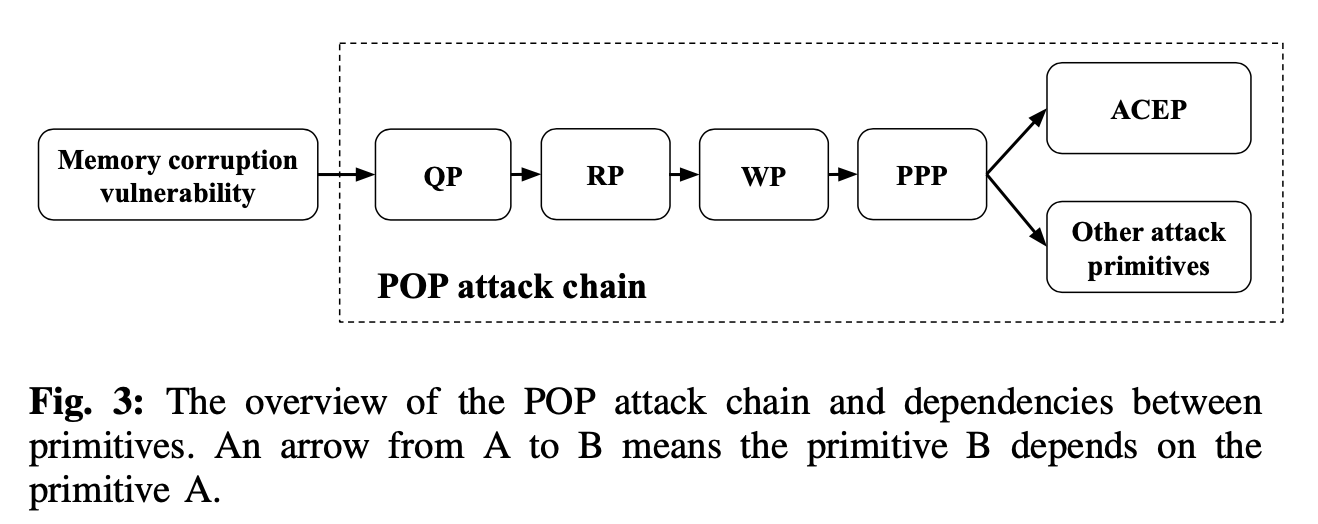 Memory corruption
vulnerability
QP
RP
WP
PPP
ACEP
Other attack
primitives
POP attack chain
Fig. 3: The overview of the POP attack chain and dependencies between
primitives. An arrow from A to B means the primitive B depends on the
primitive A.